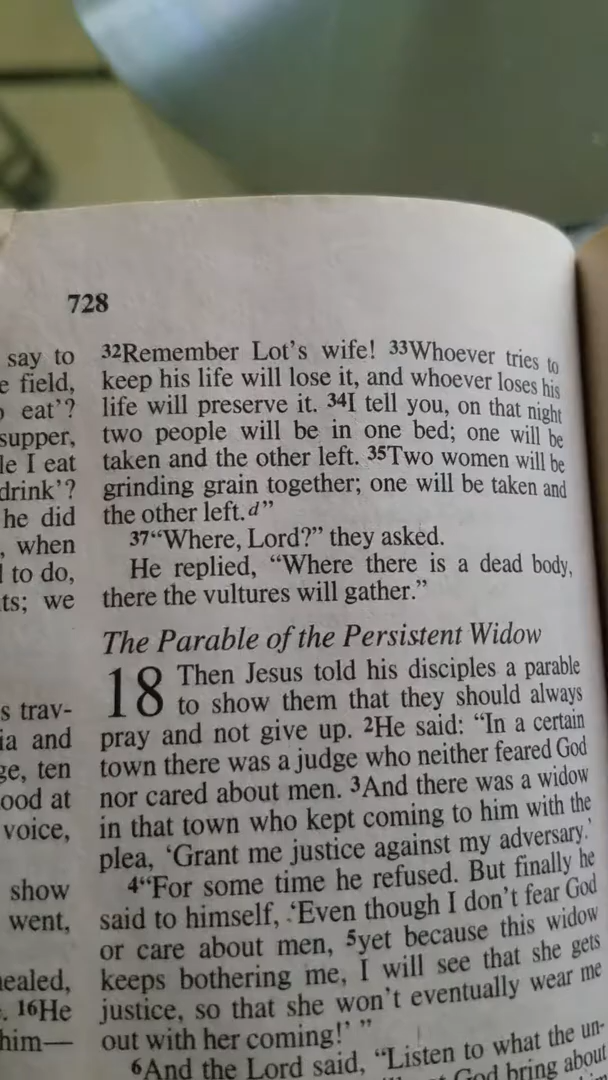 728
say to
e field,
o eat'?
supper,
le I eat
drink'?
he did
, when
l to do,
ts; we
s trav-
ia and
ge, ten
ood at
voice,
show
went,
healed,
. 16He
him—
32Remember Lot's wife! 33Whoever tries to
keep his life will lose it, and whoever loses his
life will preserve it. 34I tell you, on that night
two people will be in one bed; one will be
taken and the other left. 35Two women will be
grinding grain together; one will be taken and
the other left.d"
37"Where, Lord?" they asked.
He replied, "Where there is a dead body,
there the vultures will gather."
The Parable of the Persistent Widow
18 Then Jesus told his disciples a parable
to show them that they should always
pray and not give up. 2He said: "In a certain
town there was a judge who neither feared God
nor cared about men. 3And there was a widow
in that town who kept coming to him with the
plea, 'Grant me justice against my adversary.'
4"For some time he refused. But finally he
said to himself, 'Even though I don't fear God
or care about men, 5yet because this widow
keeps bothering me, I will see that she gets
justice, so that she won't eventually wear me
out with her coming!' "
6And the Lord said, "Listen to what the un-
God bring about